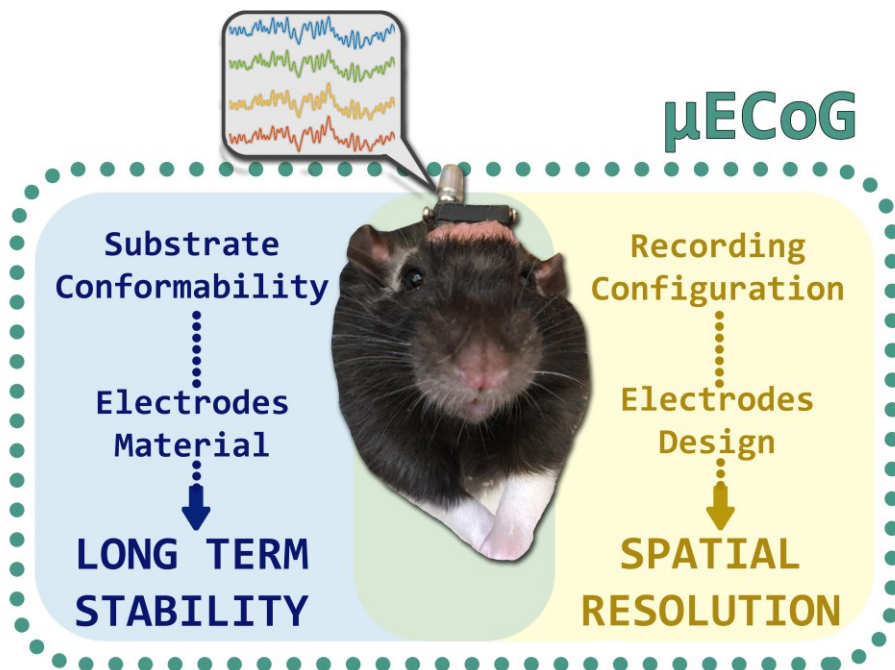 μECoG
Substrate
Conformability
Electrodes
Material
LONG TERM
STABILITY
Recording
Configuration
Electrodes
Design
SPATIAL
RESOLUTION